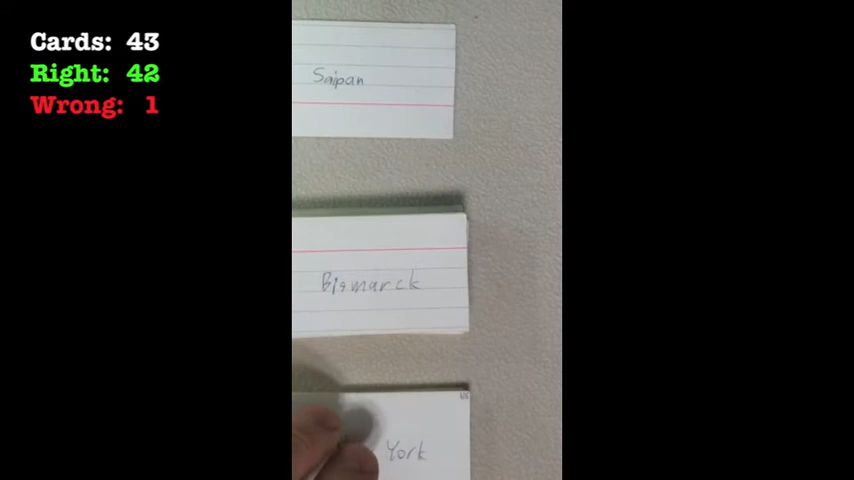 Cards: 43
Right: 42
Wrong: 1
Saipan
Bismarck
York